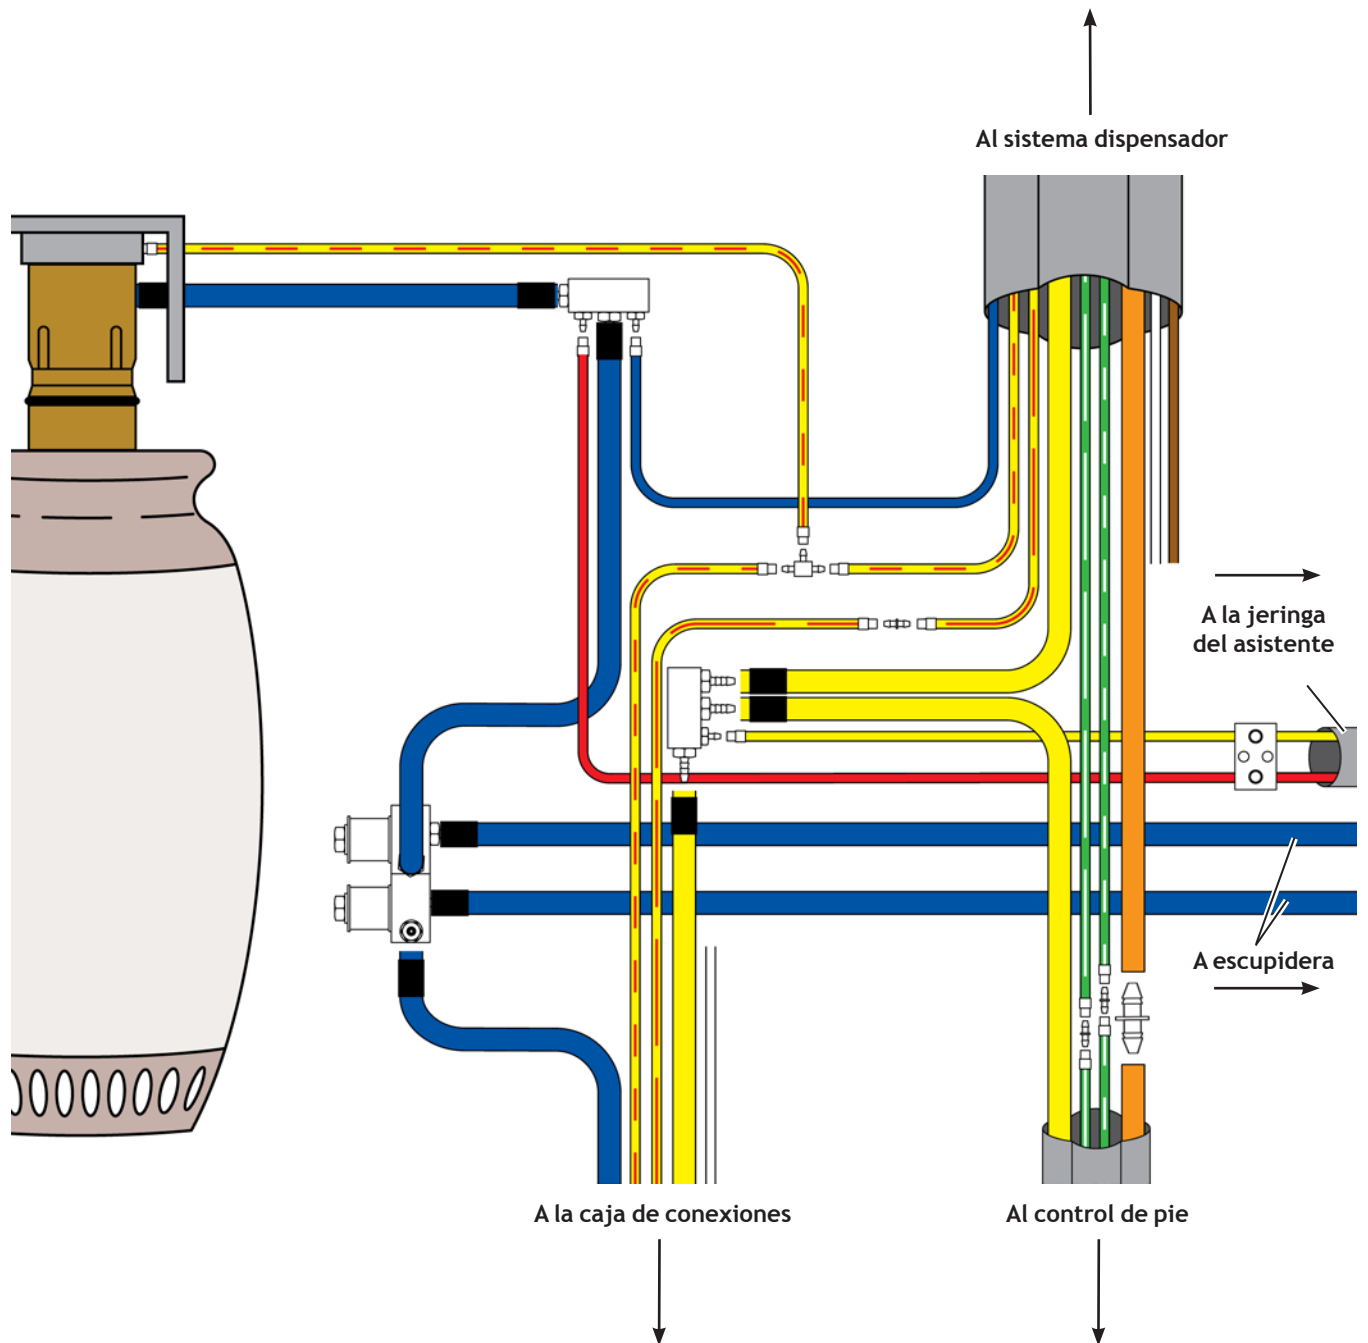 Al sistema dispensador
A la jeringa
del asistente
A escupidera
A la caja de conexiones
Al control de pie